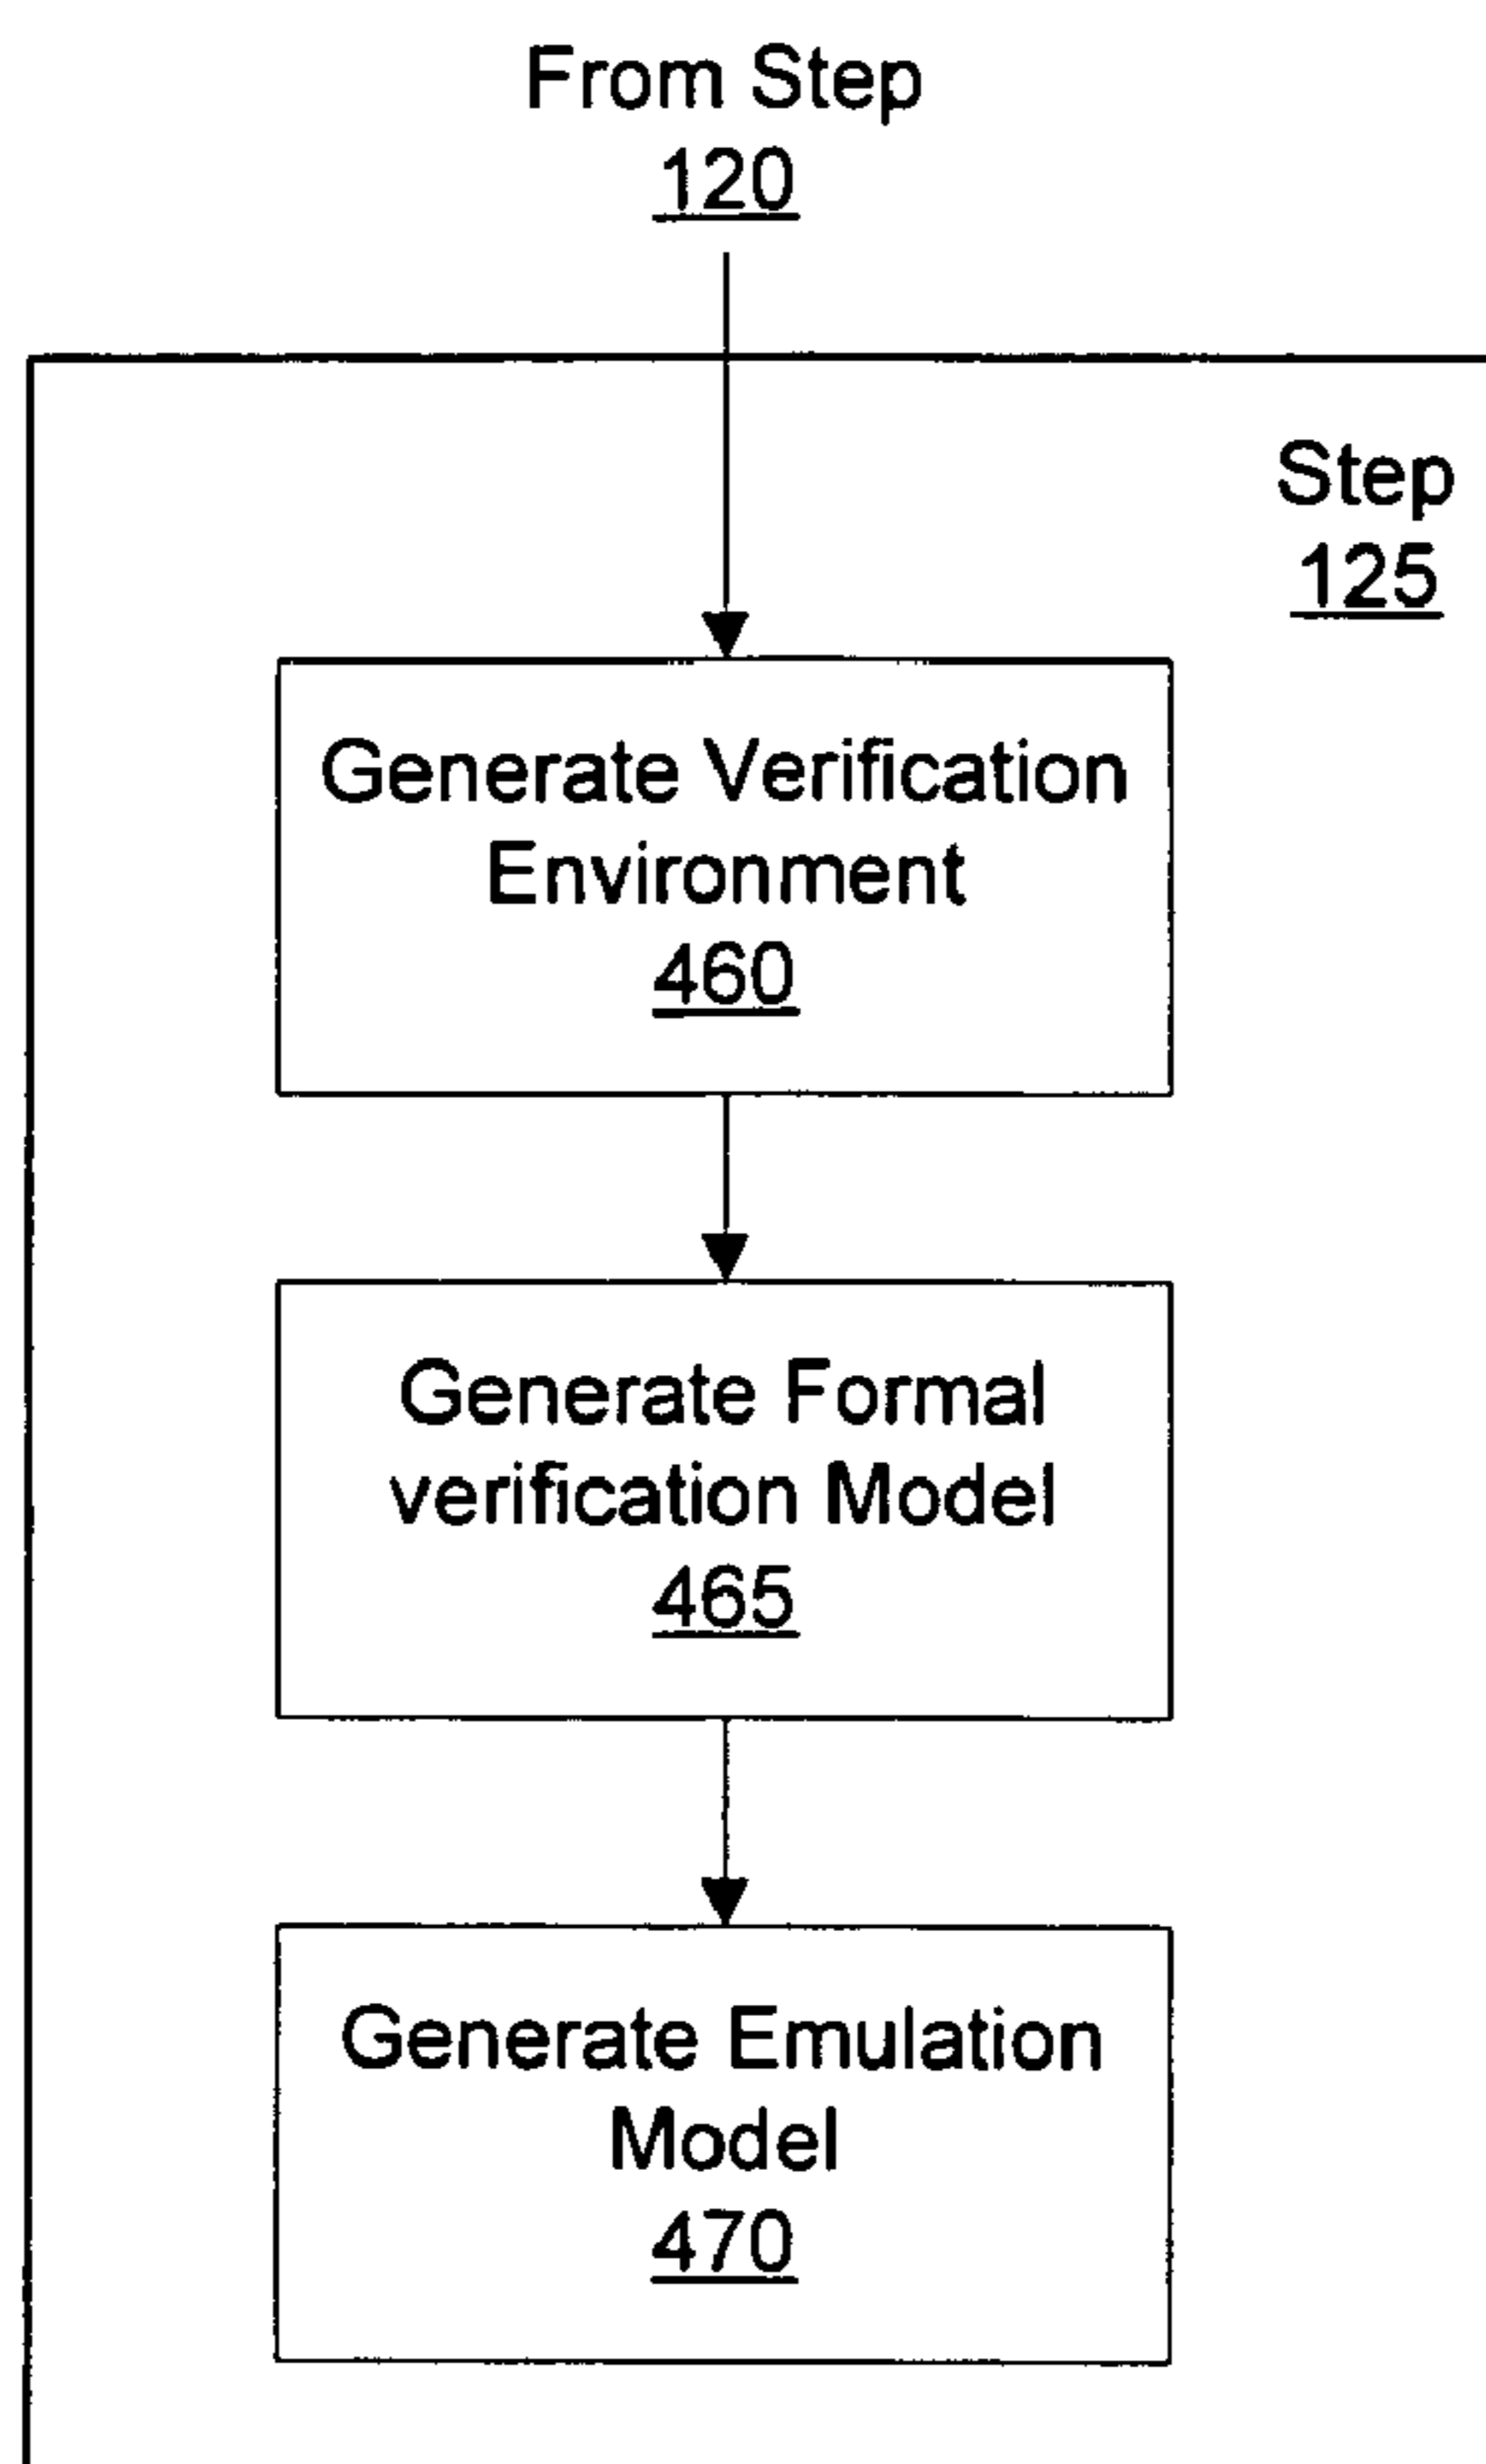 From Step
120
Step
125
Generate Verification
Environment
460
Generate Formal
verification Model
465
Generate Emulation
Model
470